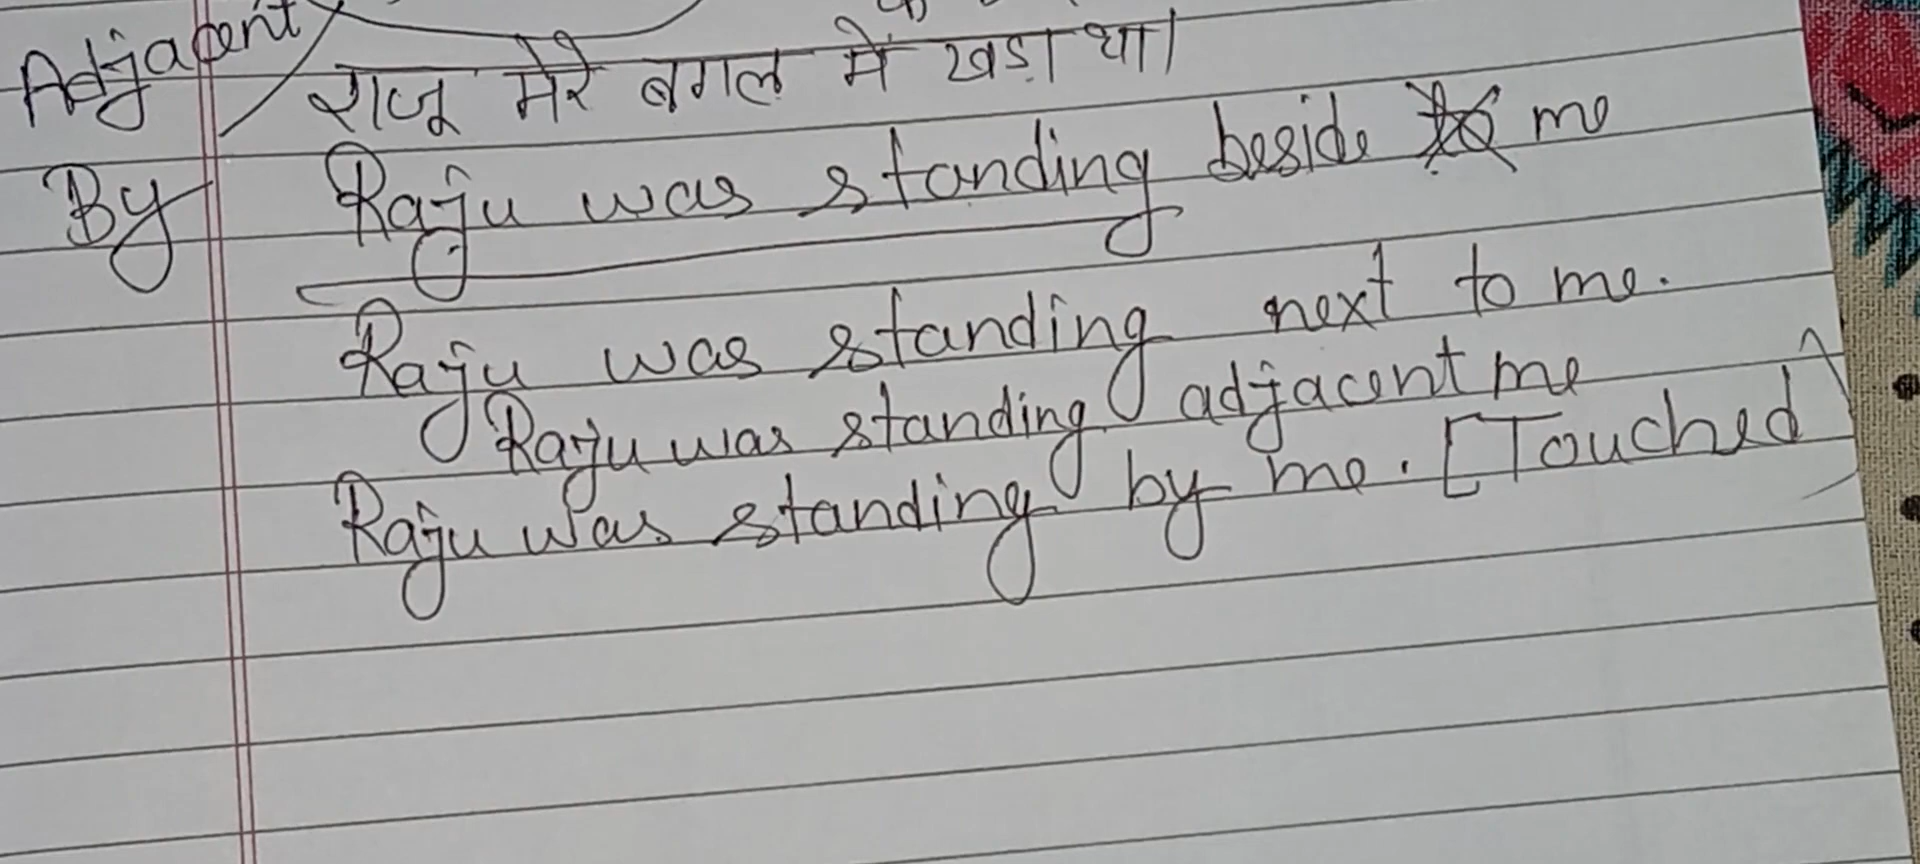 Adjacent
राजू मेरे बगल में खडा था।
By Raju was standing beside me
Raju was standing next to me.
Raju was standing adjacent me
Raju was standing by me. [Touched]